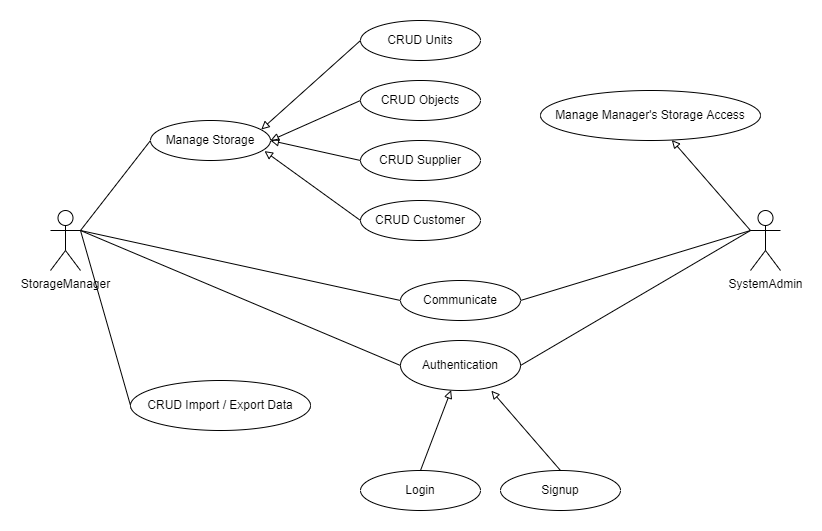 CRUD Units
CRUD Objects
Manage Manager's Storage Access
Manage Storage
CRUD Supplier
CRUD Customer
StorageManager
SystemAdmin
Communicate
Authentication
CRUD Import / Export Data
Login
Signup